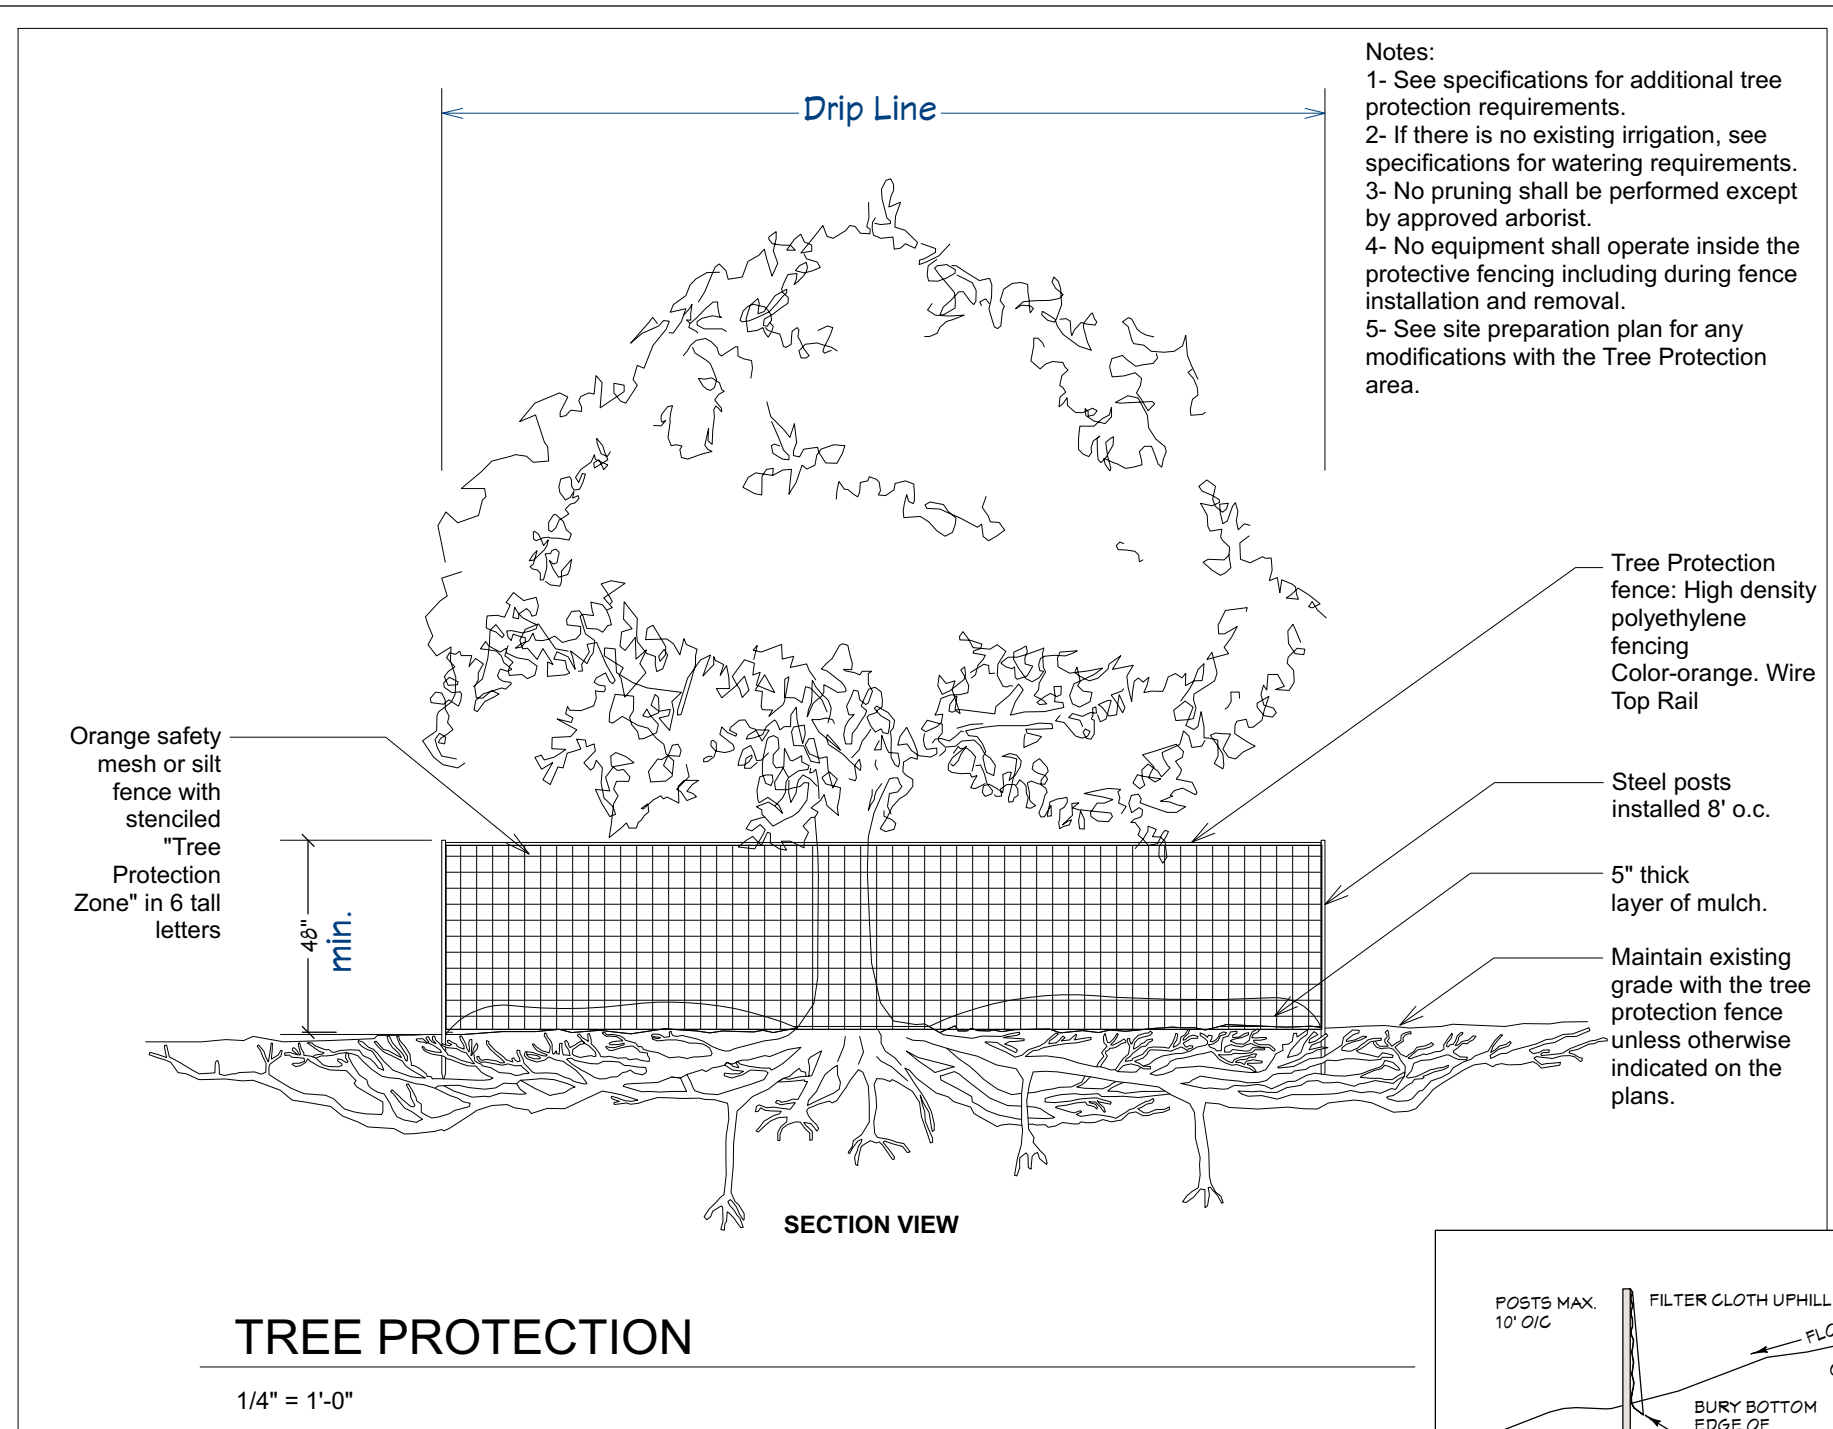 Notes:
1- See specifications for additional tree
protection requirements.
2- If there is no existing irrigation, see
specifications for watering requirements.
3- No pruning shall be performed except
by approved arborist.
4- No equipment shall operate inside the
protective fencing including during fence
installation and removal.
5- See site preparation plan for any
modifications with the Tree Protection
area.
Drip Line
Tree Protection
fence: High density
polyethylene
fencing
Color-orange. Wire
Top Rail
Orange safety
mesh or silt
fence with
stenciled
"Tree
Protection
Zone" in 6 tall
letters
48"
min.
Steel posts
installed 8' o.c.
5" thick
layer of mulch.
Maintain existing
grade with the tree
protection fence
unless otherwise
indicated on the
plans.
SECTION VIEW
TREE PROTECTION
1/4" = 1'-0"
POSTS MAX.
10' O/C
FILTER CLOTH UPHILL
BURY BOTTOM
EDGE OF